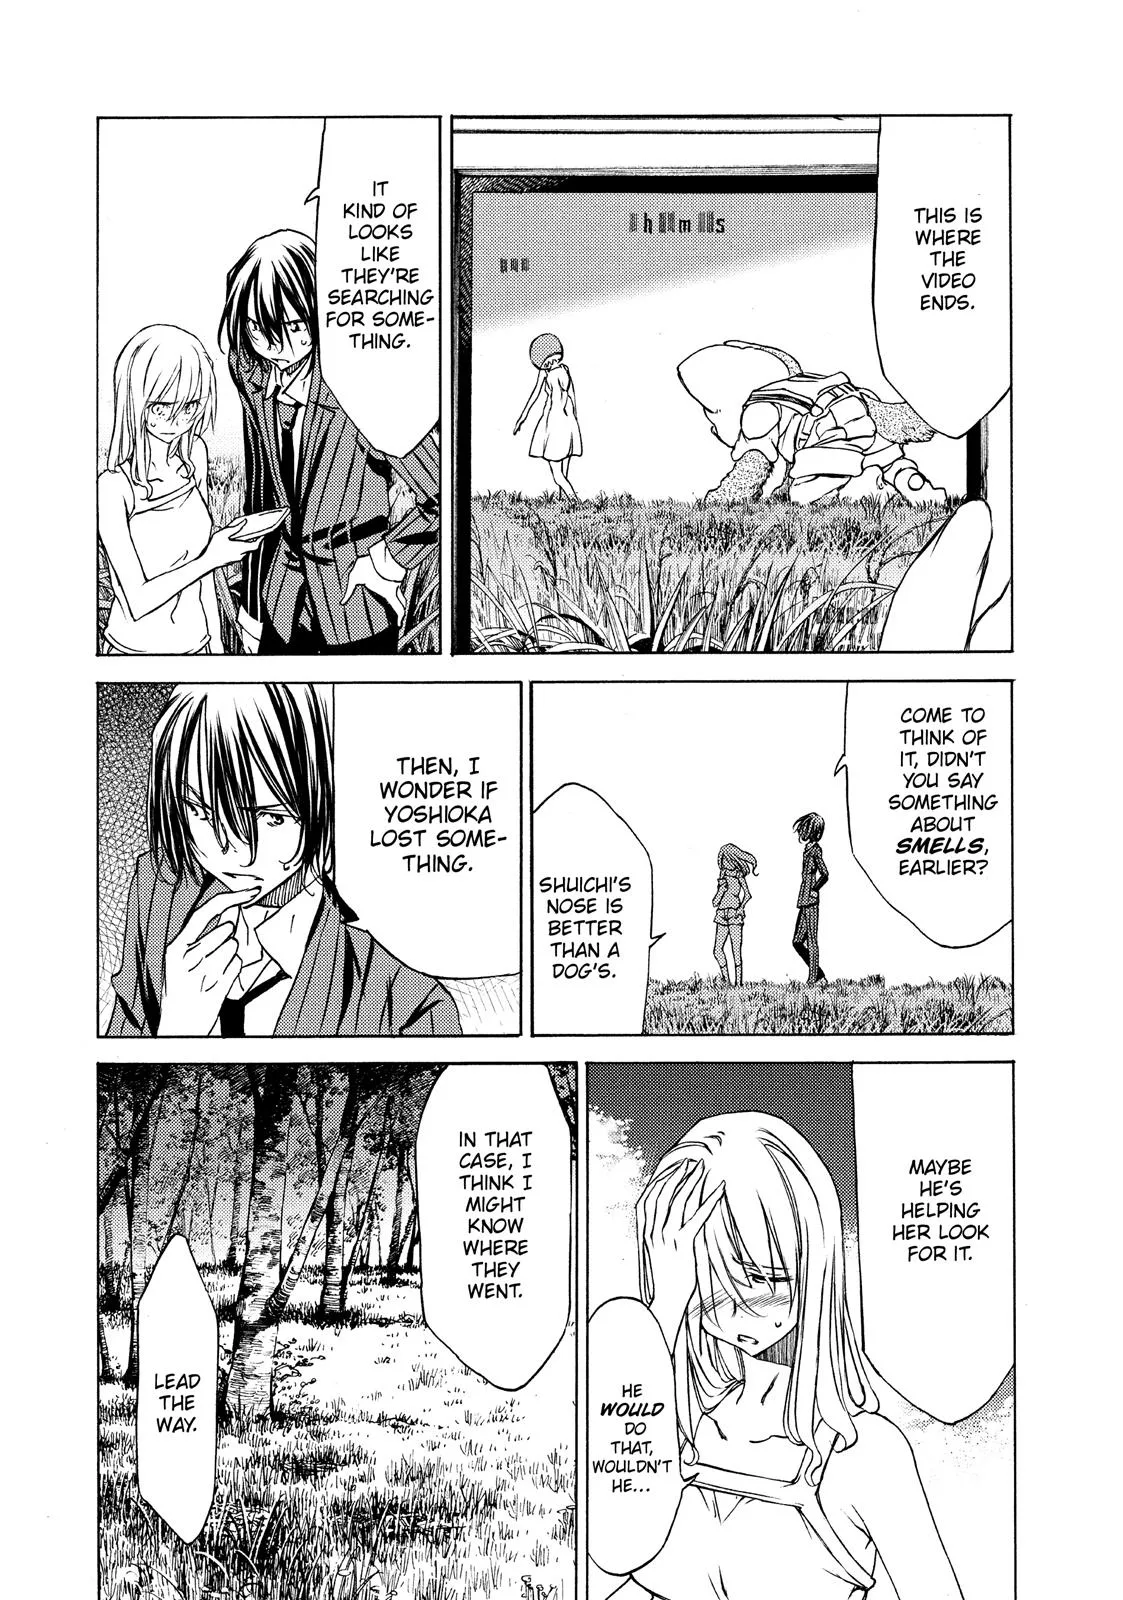 THIS IS
WHERE
THE
VIDEO
ENDS.
IT
KIND OF
LOOKS
LIKE
THEY'RE
SEARCHING
FOR SOME-
THING.
COME TO
THINK OF
IT, DIDN'T
YOU SAY
SOMETHING
ABOUT
SMELLS,
EARLIER?
SHUICHI'S
NOSE IS
BETTER
THAN A
DOG'S.
THEN, I
WONDER IF
YOSHIOKA
LOST SOME-
THING.
MAYBE
HE'S
HELPING
HER LOOK
FOR IT.
HE
WOULD
DO
THAT,
WOULDN'T
HE...
IN THAT
CASE, I
THINK I
MIGHT
KNOW
WHERE
THEY
WENT.
LEAD
THE
WAY.